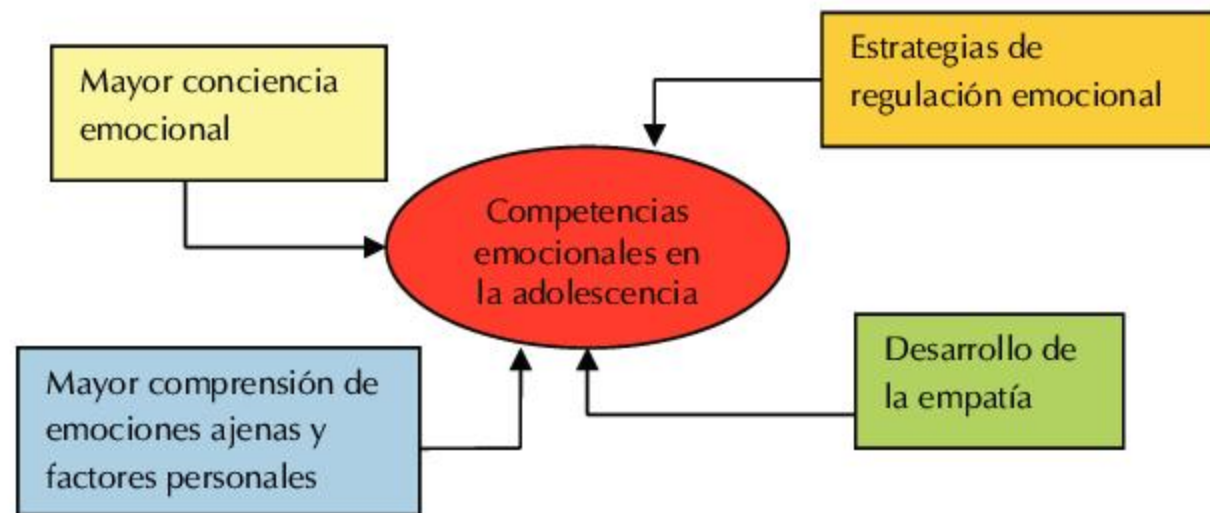 Mayor conciencia
emocional
Estrategias de
regulación emocional
Competencias
emocionales en
la adolescencia
Mayor comprensión de
emociones ajenas y
factores personales
Desarrollo de
la empatía